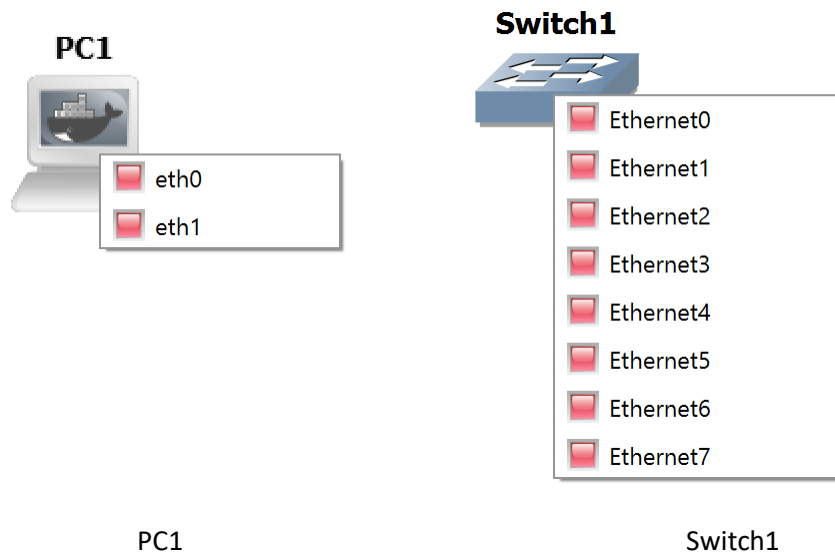 PC1
eth0
eth1
Switch1
Ethernet0
Ethernet1
Ethernet2
Ethernet3
Ethernet4
Ethernet5
Ethernet6
Ethernet7
PC1
Switch1